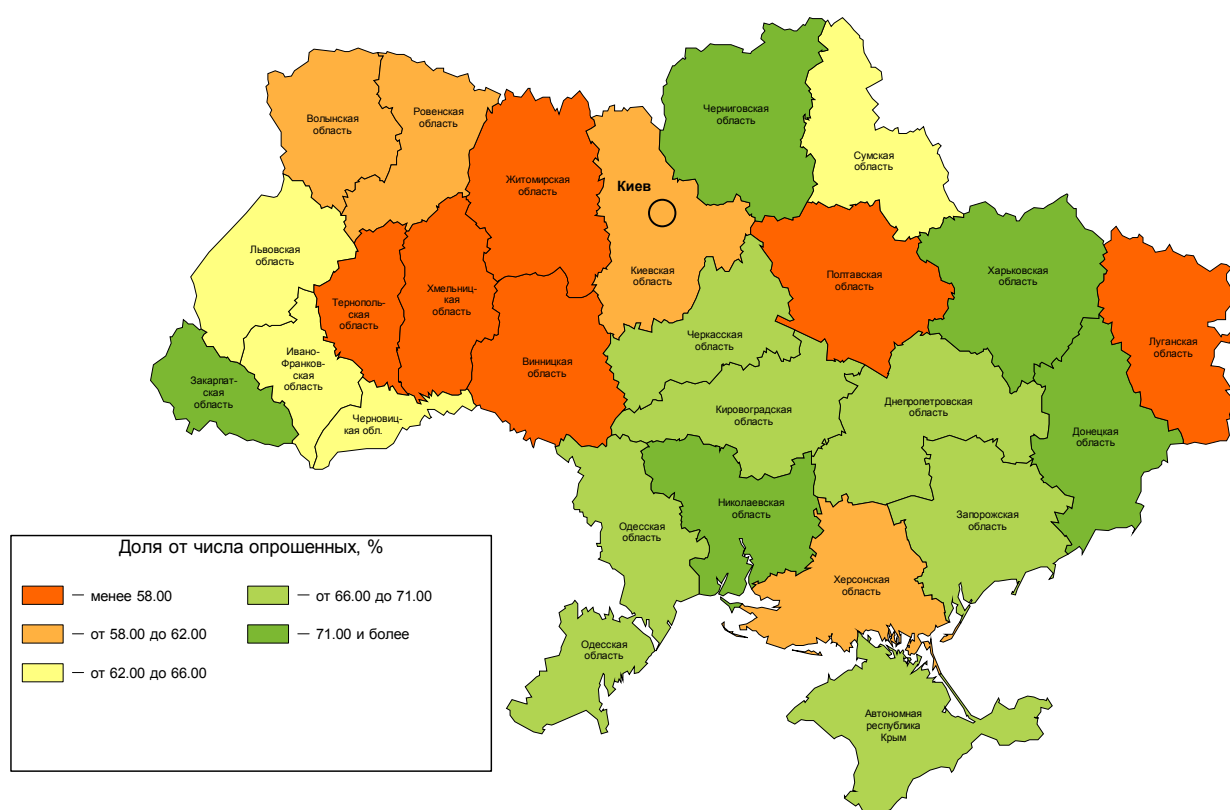 Волынская
область
Ровенская
область
Житомирская
область
Киев
Черниговская
область
Сумская
область
Львовская
область
Тернополь-
ская
область
Хмельниц-
кая
область
Киевская
область
Полтавская
область
Харьковская
область
Луганская
область
Закарпат-
ская
область
Ивано-
Франков-
ская
область
Черновиц-
кая обл.
Винницкая
область
Черкасская
область
Кировоградская
область
Днепропетровская
область
Донецкая
область
Одесская
область
Николаевская
область
Запорожская
область
Херсонская
область
Одесская
область
Автономная
республика
Крым
Доля от числа опрошенных, %
— менее 58.00
— от 58.00 до 62.00
— от 62.00 до 66.00
— от 66.00 до 71.00
— 71.00 и более